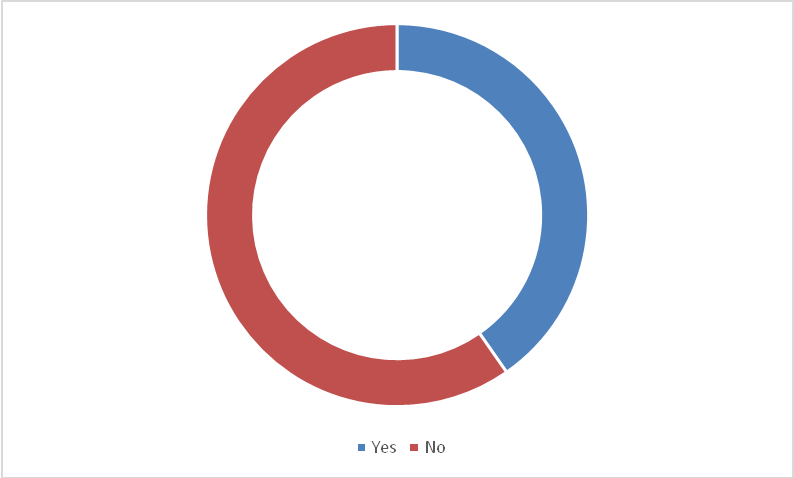 Yes No